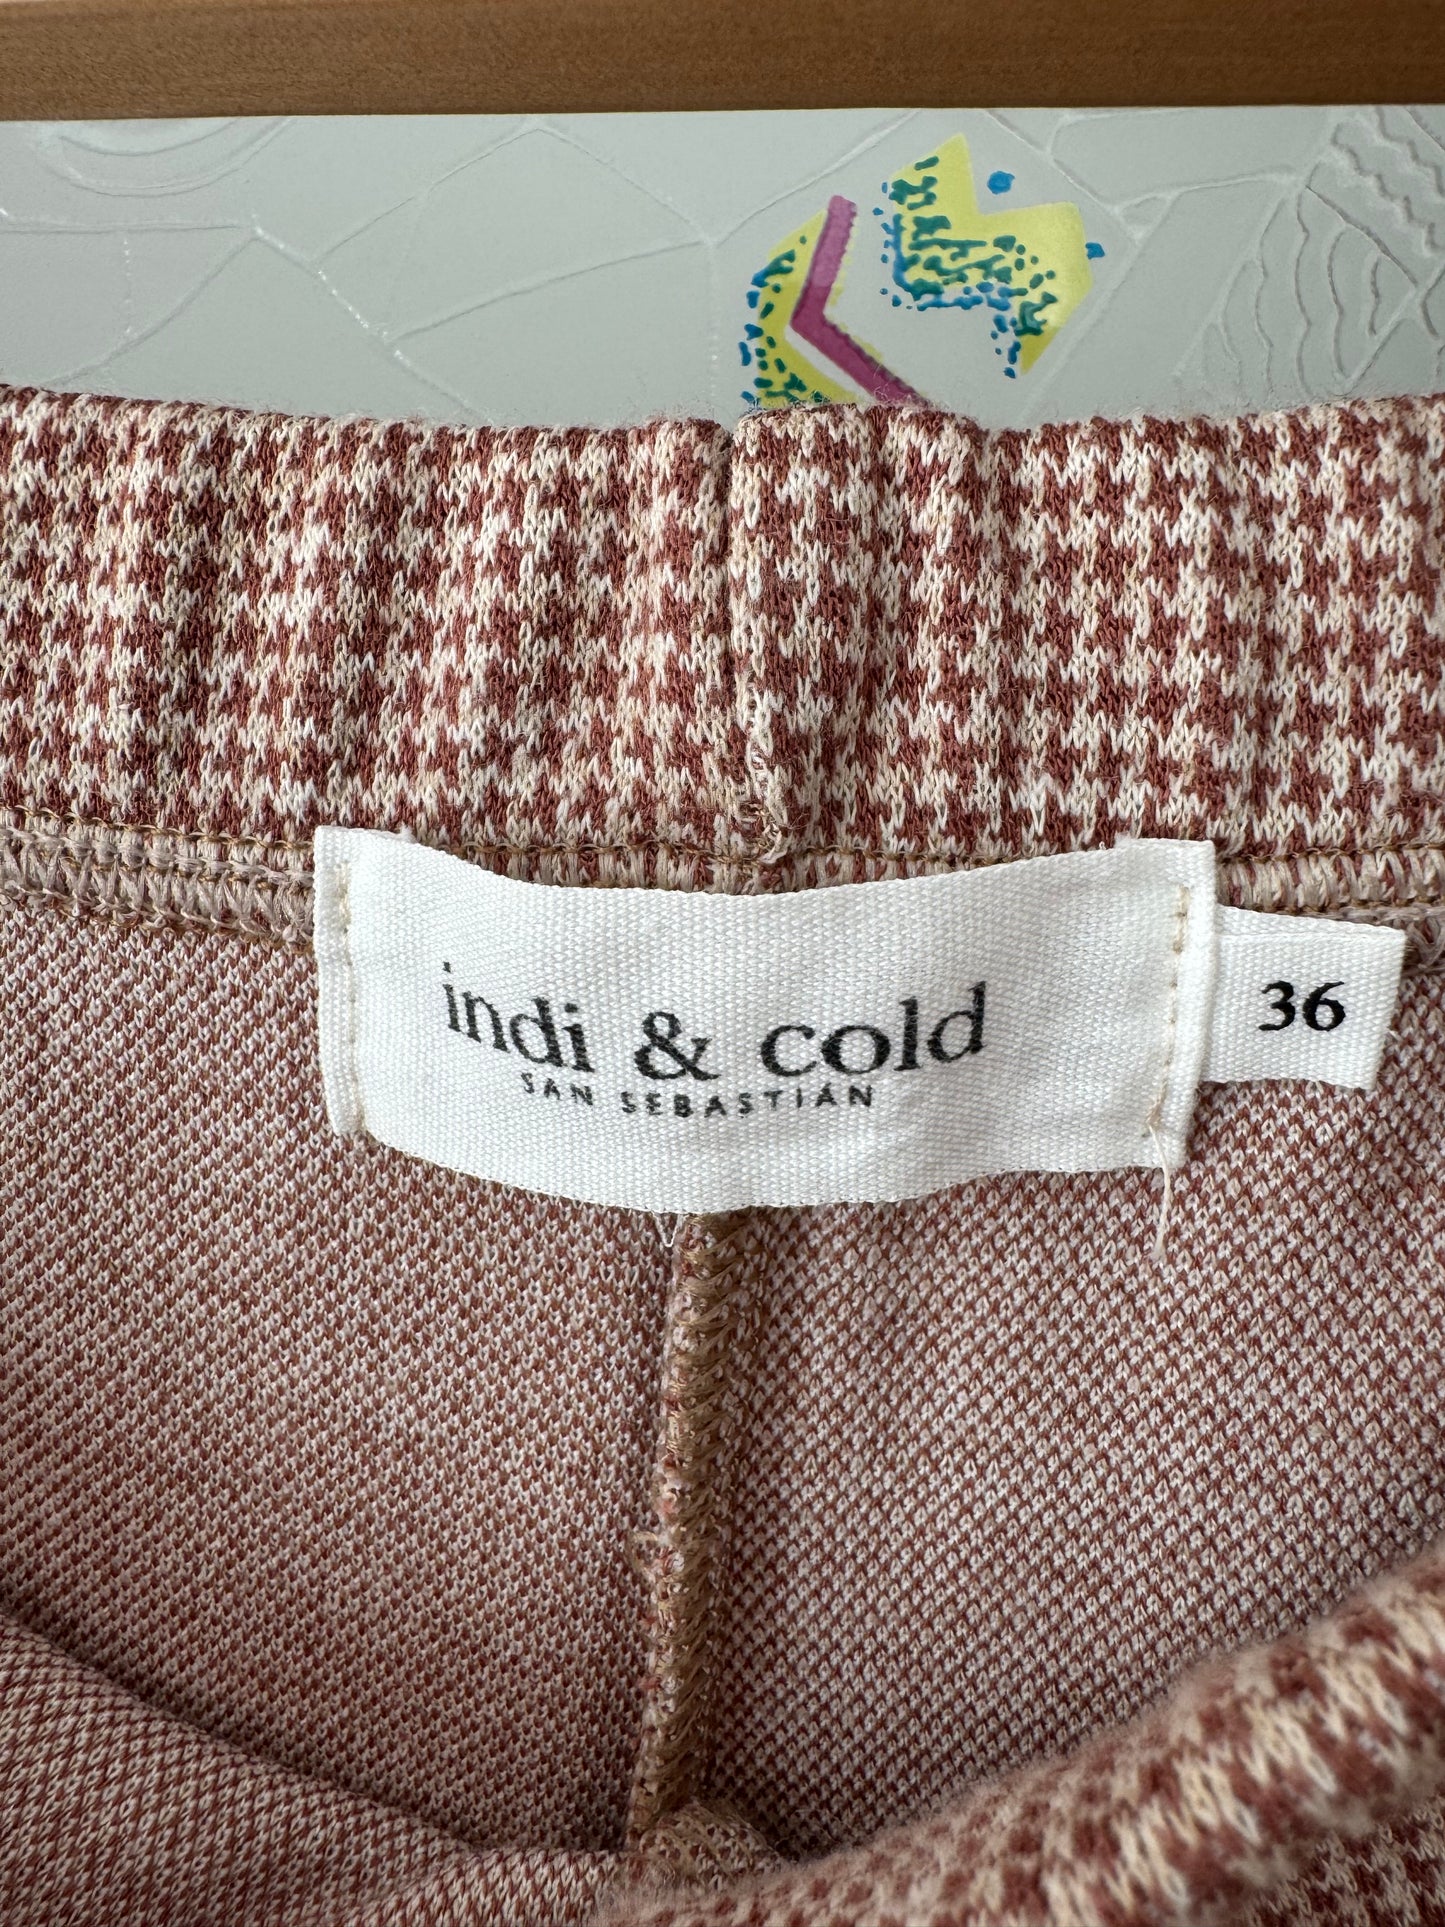 indi & cold
SAN SEBASTIÁN
36